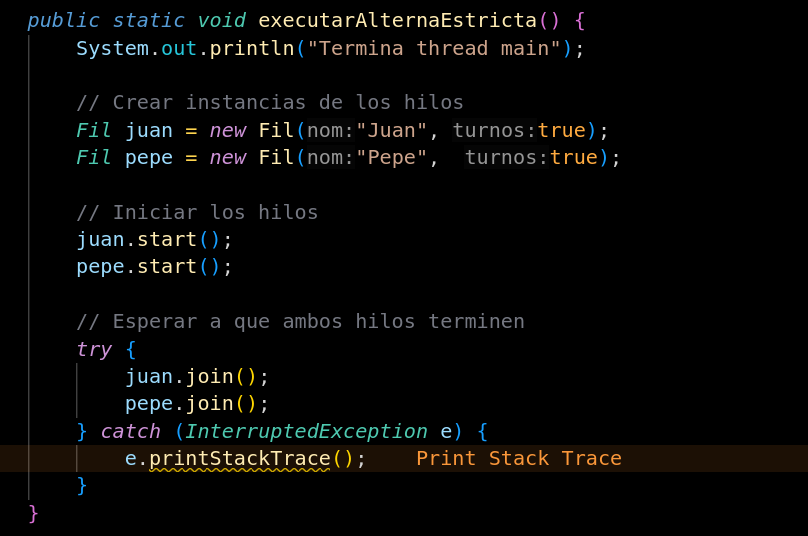 public static void executarAlternaEstricta() {
    System.out.println("Termina thread main");

    // Crear instancias de los hilos
    Fil juan = new Fil(nom:"Juan", turnos:true);
    Fil pepe = new Fil(nom:"Pepe",  turnos:true);

    // Iniciar los hilos
    juan.start();
    pepe.start();

    // Esperar a que ambos hilos terminen
    try {
        juan.join();
        pepe.join();
    } catch (InterruptedException e) {
        e.printStackTrace();    Print Stack Trace
    }
}